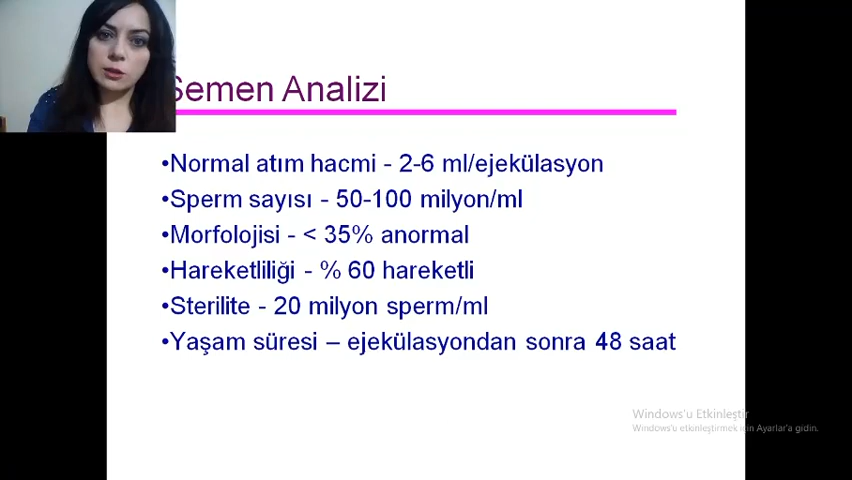 Semen Analizi
•Normal atım hacmi - 2-6 ml/ejekülasyon
•Sperm sayısı - 50-100 milyon/ml
•Morfolojisi - < 35% anormal
•Hareketliliği - % 60 hareketli
•Sterilite - 20 milyon sperm/ml
•Yaşam süresi – ejekülasyondan sonra 48 saat
Windows'u Etkinleştir
Windows'u etkinleştirmek için Ayarlar'a gidin.